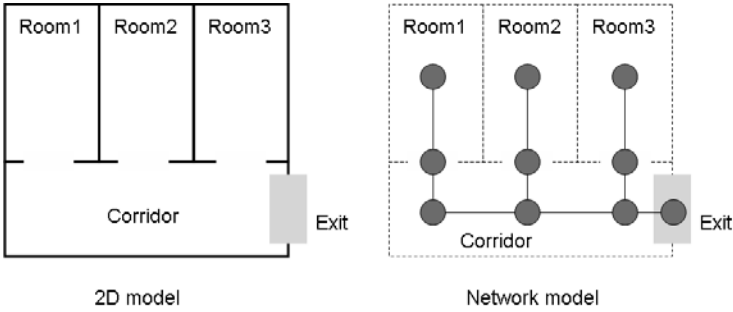 Room1 Room2 Room3
Corridor
Exit
2D model
Room1 Room2 Room3
Corridor
Exit
Network model